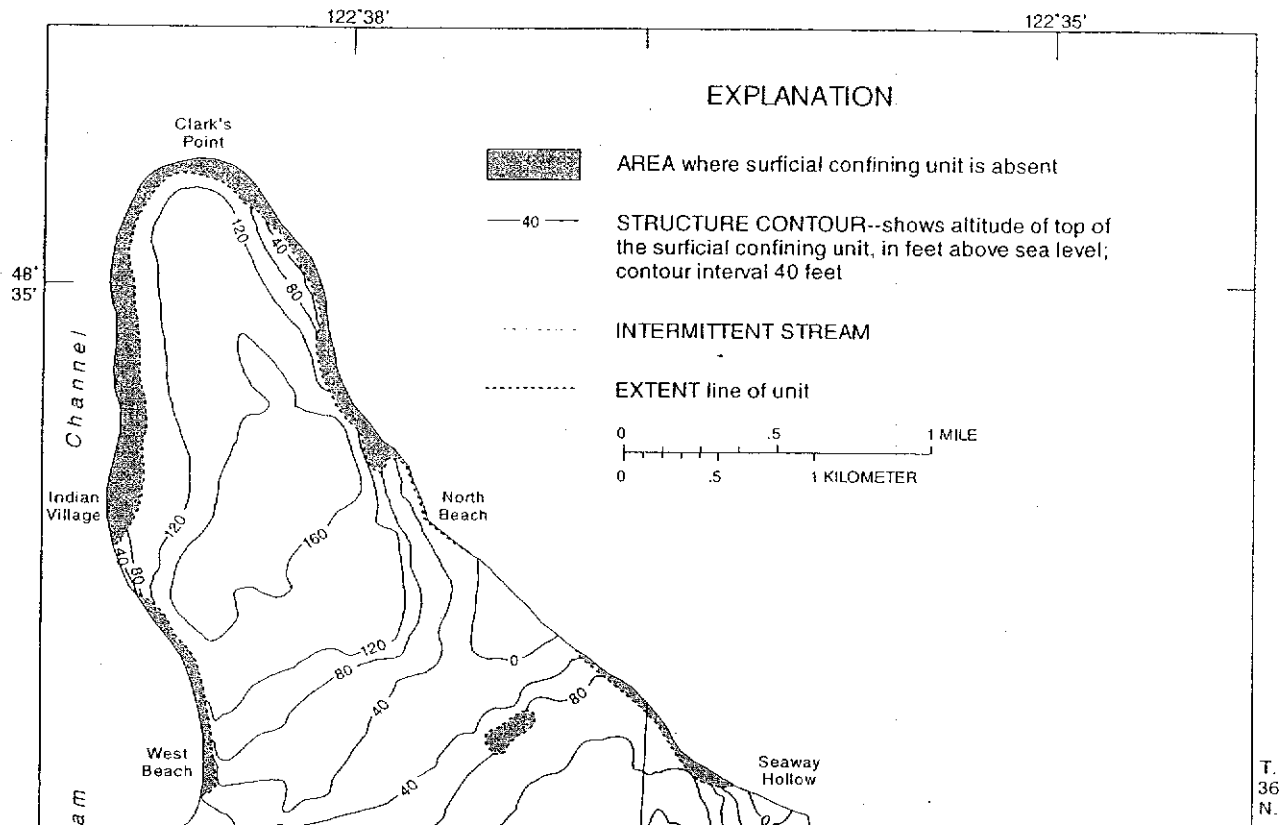 122°38'
122°35'
EXPLANATION
Clark's
Point
AREA where surficial confining unit is absent
40
STRUCTURE CONTOUR--shows altitude of top of
the surficial confining unit, in feet above sea level;
contour interval 40 feet
120
40
80
48°
35'
INTERMITTENT STREAM
EXTENT line of unit
Channel
0 .5 1 MILE
0 .5 1 KILOMETER
Indian
Village
North
Beach
120
160
40
80
120
80
0
80
40
West
Beach
40
Seaway
Hollow
0
am
T.
36
N.